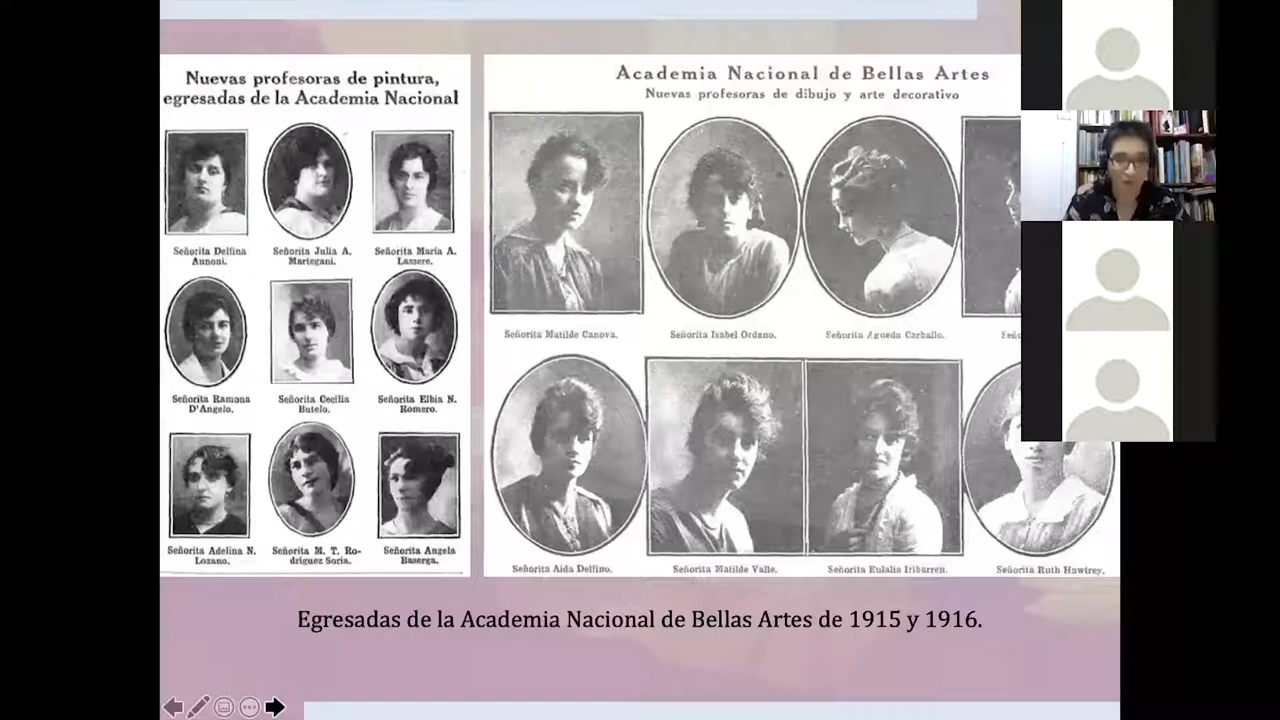 Nuevas profesoras de pintura,
egresadas de la Academia Nacional
Señorita Delfina
Aunoni.
Señorita Julia A.
Martegani.
Señorita María A.
Lassere.
Señorita Ramona
D'Angelo.
Señorita Cecilia
Butelo.
Señorita Elbia N.
Romero.
Señorita Adelina N.
Lozano.
Señorita M. T. Ro-
dríguez Soria.
Señorita Angela
Baserga.
Academia Nacional de Bellas Artes
Nuevas profesoras de dibujo y arte decorativo
Señorita Matilde Canova.
Señorita Isabel Ordano.
Señorita Agueda Carballo.
Señorita Aida Delfino.
Señorita Matilde Valle.
Señorita Eulalia Iribarren.
Señorita Ruth Hawtrey.
Egresadas de la Academia Nacional de Bellas Artes de 1915 y 1916.